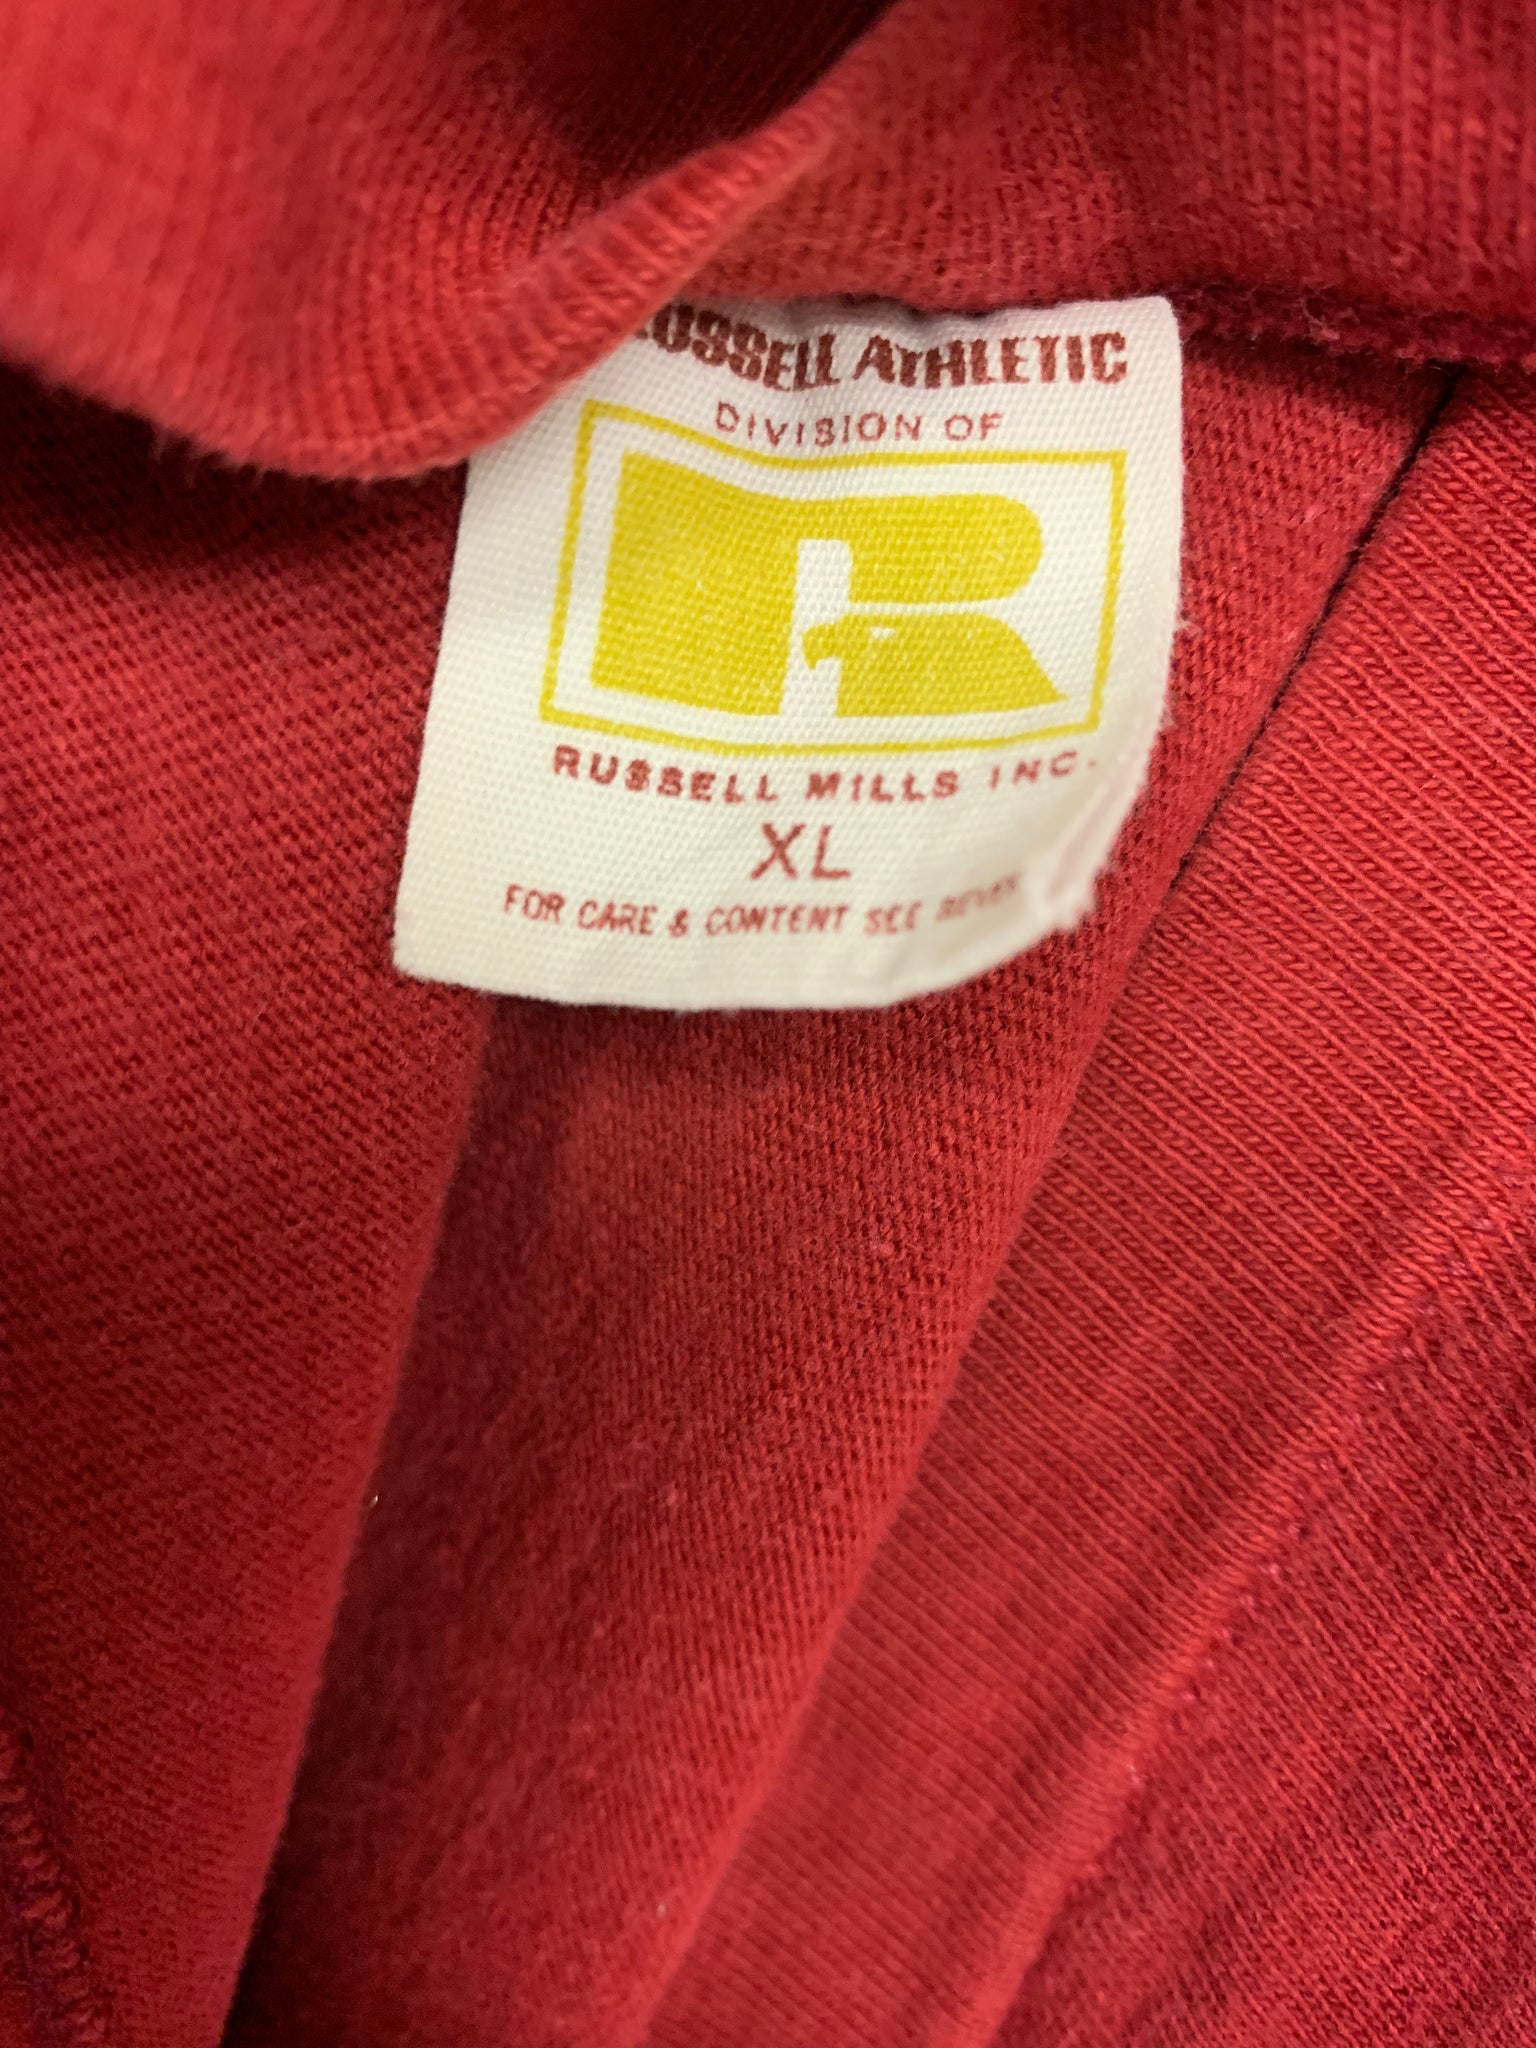 RUSSELL ATHLETIC
DIVISION OF
R
RUSSELL MILLS INC.
XL
FOR CARE & CONTENT SEE